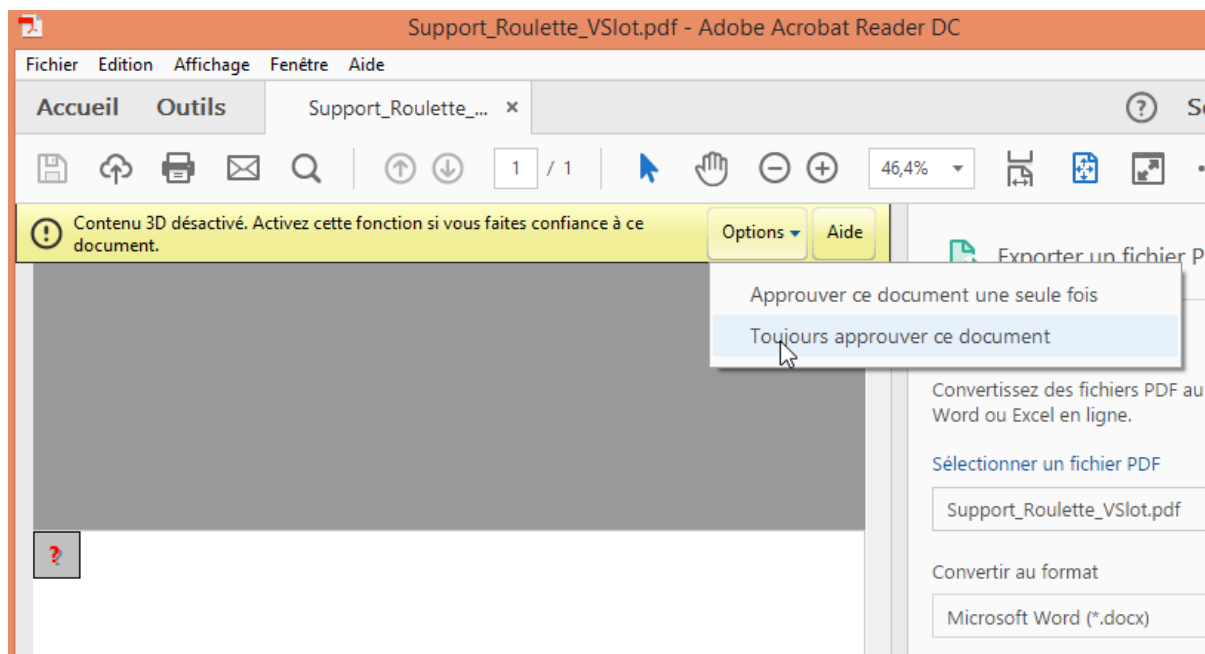 Support_Roulette_VSlot.pdf - Adobe Acrobat Reader DC
Fichier Edition Affichage Fenêtre Aide
Accueil Outils Support_Roulette_... × ?
1 / 1 46,4%
Contenu 3D désactivé. Activez cette fonction si vous faites confiance à ce
document.
Options Aide
Exporter un fichier P
Approuver ce document une seule fois
Toujours approuver ce document
Convertissez des fichiers PDF au
Word ou Excel en ligne.
Sélectionner un fichier PDF
Support_Roulette_VSlot.pdf
?
Convertir au format
Microsoft Word (*.docx)